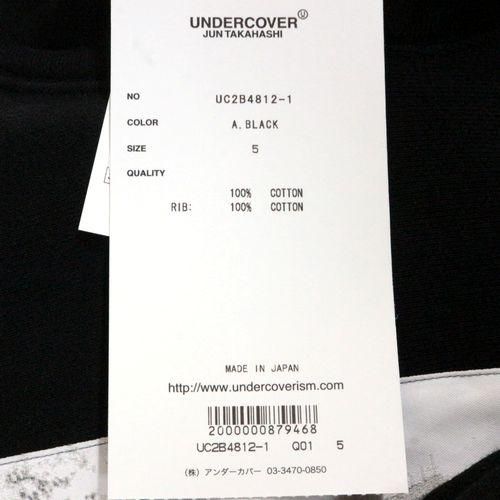 UNDERCOVER Ⓤ
JUN TAKAHASHI
NO UC2B4812-1
COLOR A. BLACK
SIZE 5
QUALITY
100% COTTON
RIB: 100% COTTON
MADE IN JAPAN
http://www.undercoverism.com
2000000879468
UC2B4812-1 Q01 5
(株) アンダーカバー 03-3470-0850